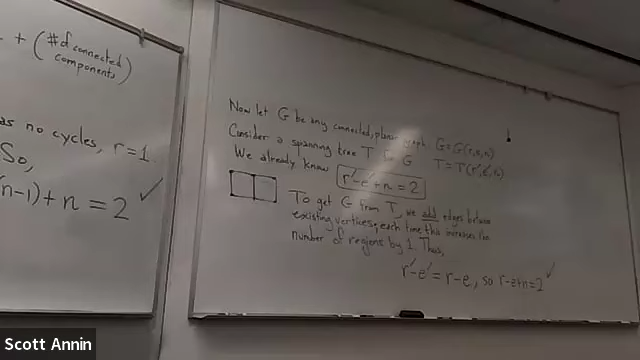 + (# of connected
components)
as no cycles, r=1.
So,
(n-1)+n = 2 ✓
Now let G be any connected, planar graph. G=G(r,e,n)
Consider a spanning tree T for G T=T(r',e',n)
We already know r'-e'+n = 2
To get G from T, we add edges between
existing vertices, each time this increases the
number of regions by 1. Thus,
r'-e' = r-e, so r-e+n=2 ✓
Scott Annin